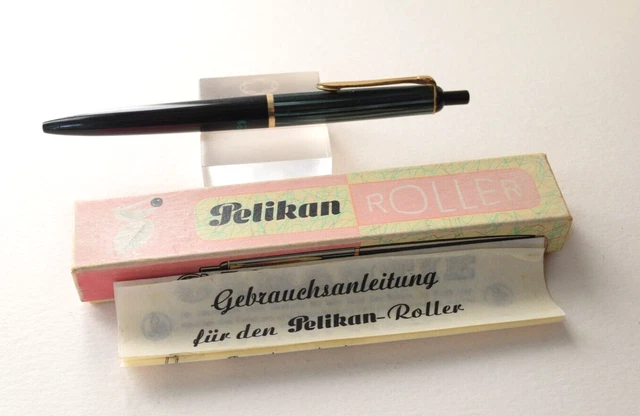 Pelikan ROLLER
Gebrauchsanleitung
für den Pelikan-Roller